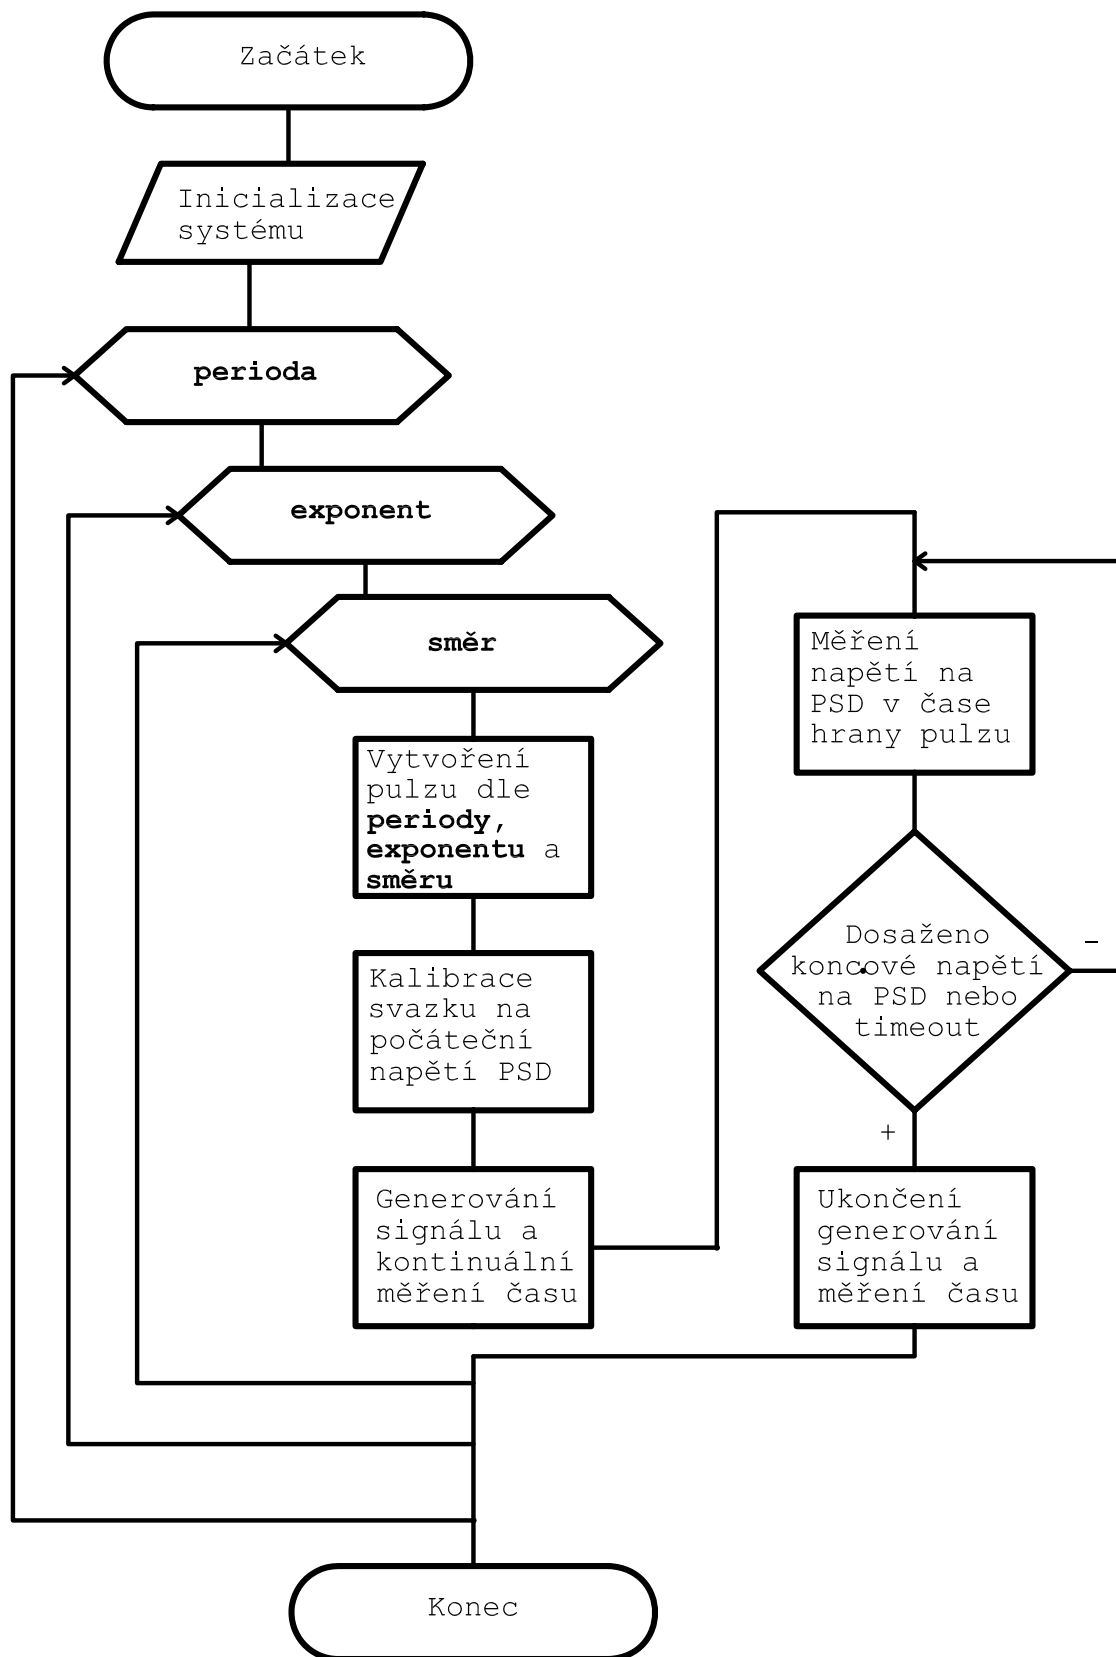 Začátek
Inicializace
systému
perioda
exponent
směr
Vytvoření
pulzu dle
periody,
exponentu a
směru
Kalibrace
svazku na
počáteční
napětí PSD
Generování
signálu a
kontinuální
měření času
Měření
napětí na
PSD v čase
hrany pulzu
Dosaženo
koncové napětí
na PSD nebo
timeout
-
+
Ukončení
generování
signálu a
měření času
Konec